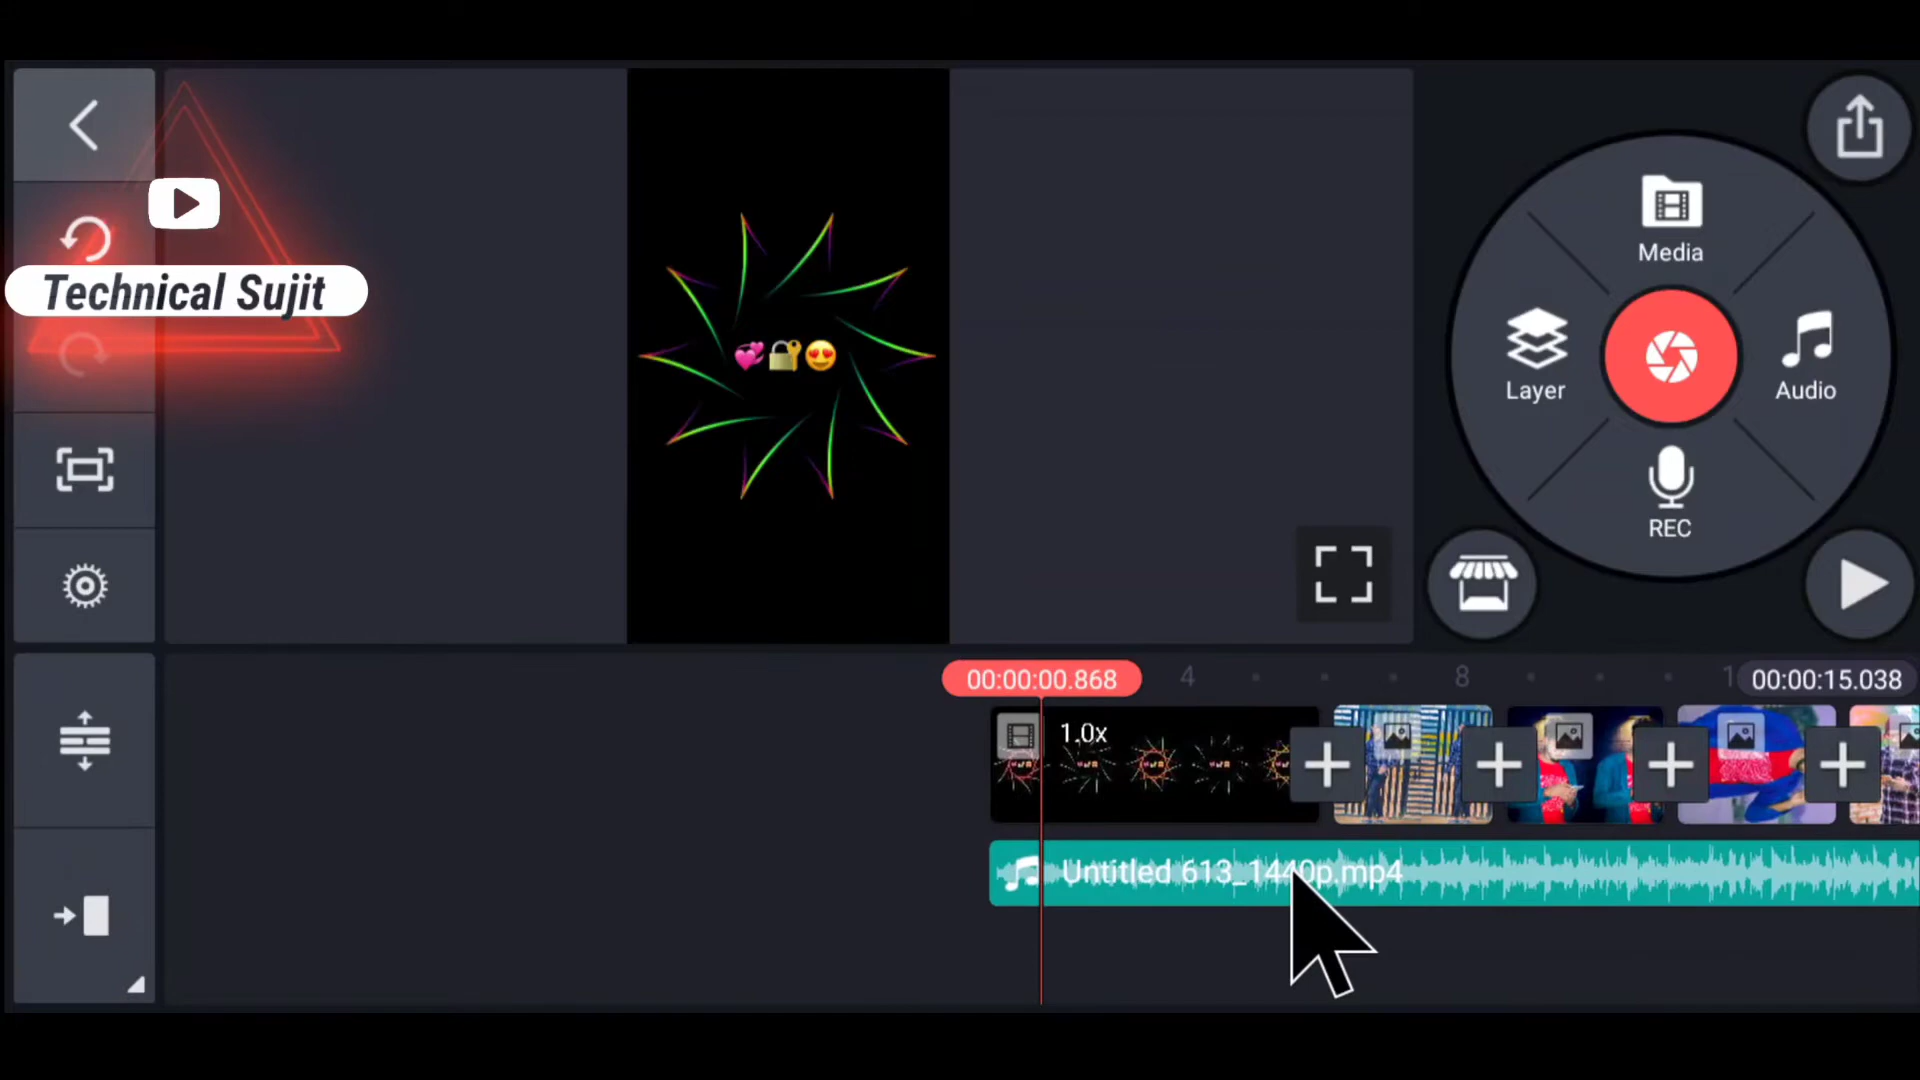 Technical Sujit
Media
Layer
Audio
REC
00:00:00.868
4
8
1
00:00:15.038
1.0x
Untitled 613_1440p.mp4